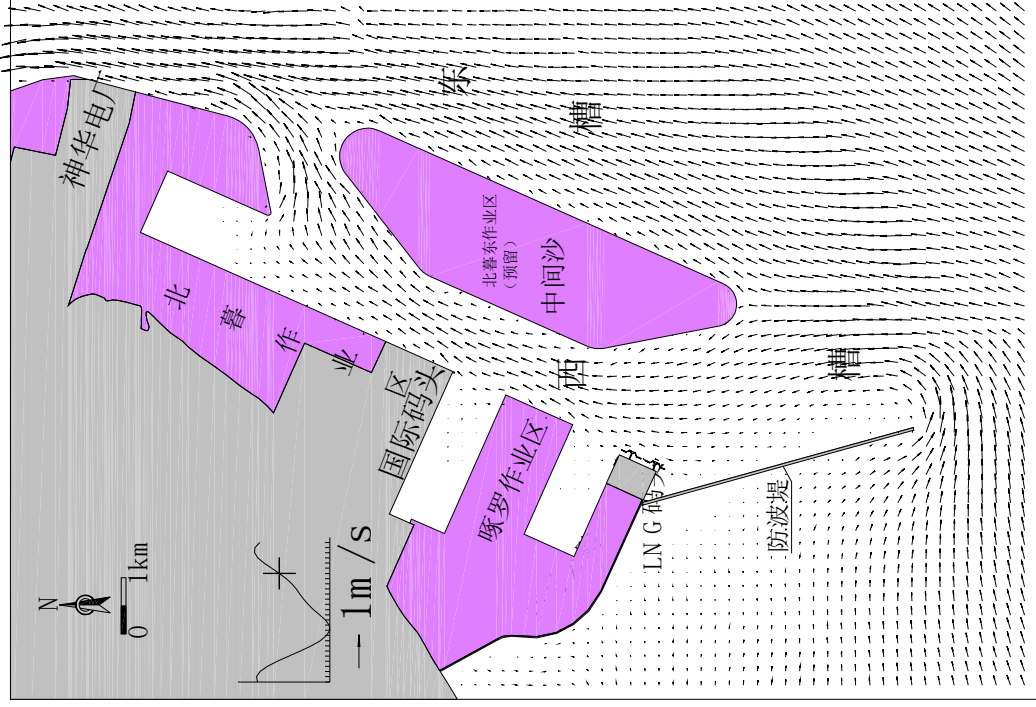 N
0 1km
1m/s
神华电厂
北暮作业区
国际码头
啄罗作业区
LNG码
防波堤
北暮东作业区
(预留)
中间沙
东槽
西槽